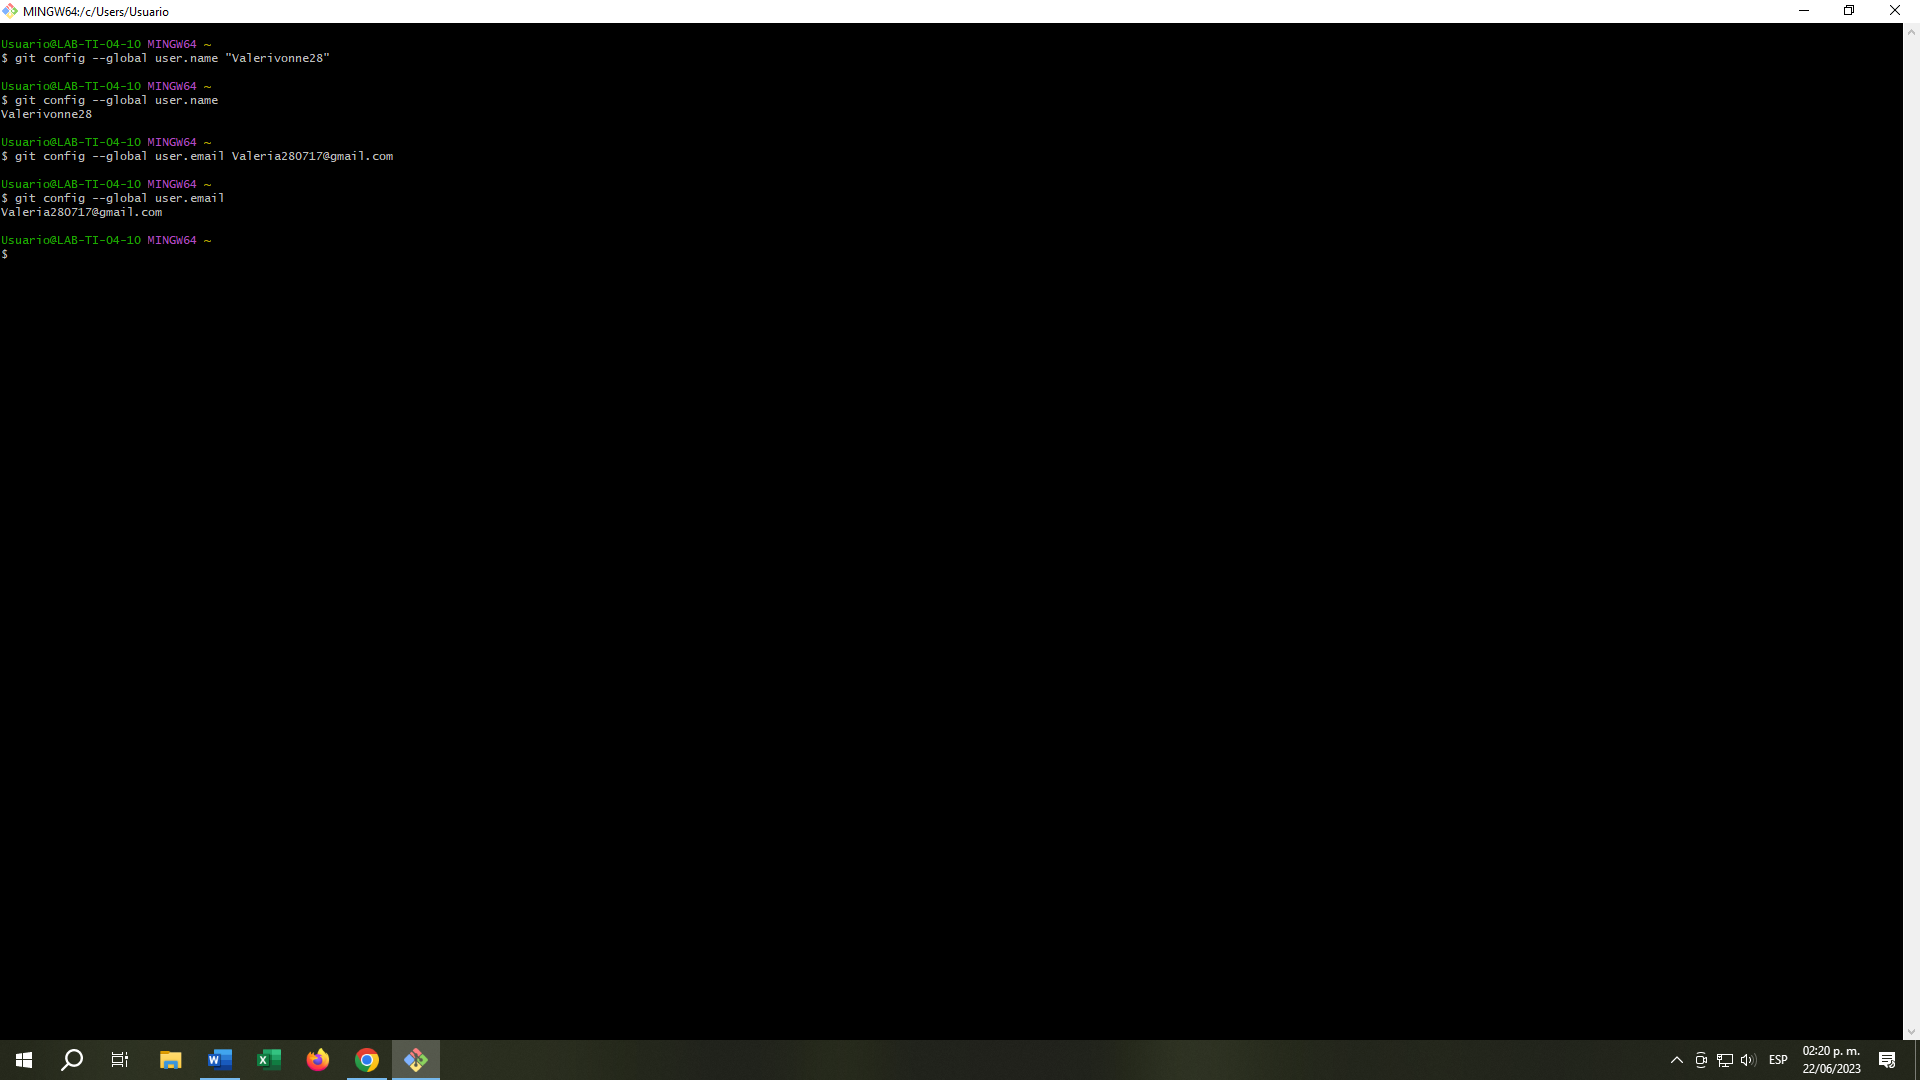 MINGW64:/c/Users/Usuario
Usuario@LAB-TI-04-10 MINGW64 ~
$ git config --global user.name "Valerivonne28"
Usuario@LAB-TI-04-10 MINGW64 ~
$ git config --global user.name
Valerivonne28
Usuario@LAB-TI-04-10 MINGW64 ~
$ git config --global user.email Valeria280717@gmail.com
Usuario@LAB-TI-04-10 MINGW64 ~
$ git config --global user.email
Valeria280717@gmail.com
Usuario@LAB-TI-04-10 MINGW64 ~
$
ESP
02:20 p. m.
22/06/2023